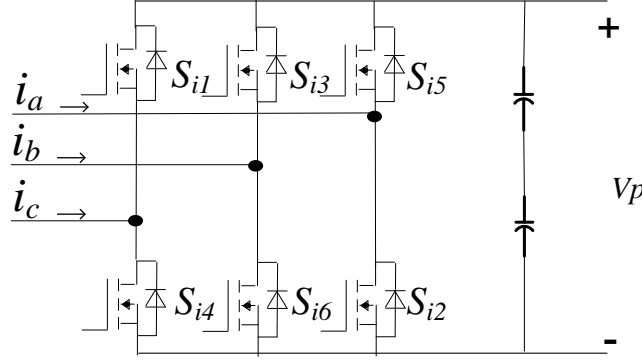 +
S_{i1} S_{i3} S_{i5}
i_a
i_b
Vp
i_c
S_{i4} S_{i6} S_{i2}
-